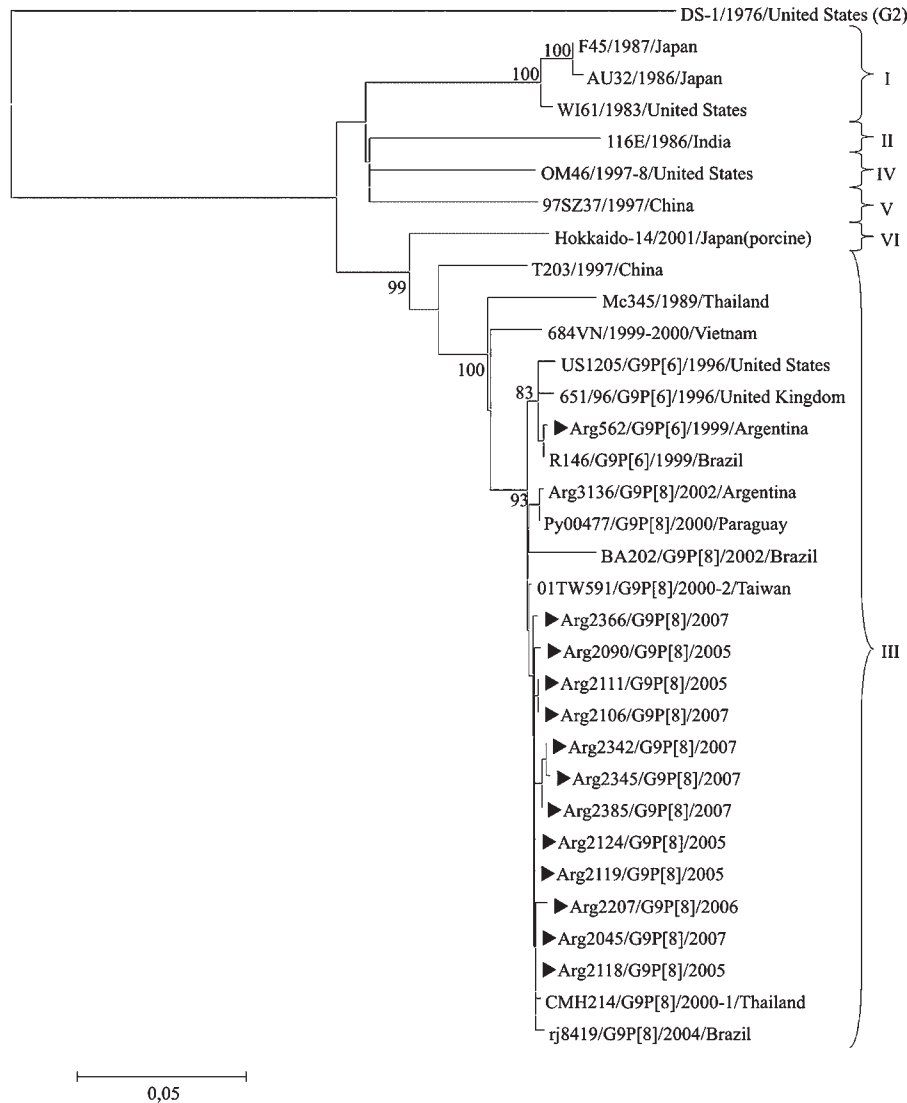 DS-1/1976/United States (G2)
F45/1987/Japan
100
AU32/1986/Japan
100
I
WI61/1983/United States
116E/1986/India
II
OM46/1997-8/United States
IV
97SZ37/1997/China
V
Hokkaido-14/2001/Japan(porcine)
VI
T203/1997/China
99
Mc345/1989/Thailand
684VN/1999-2000/Vietnam
US1205/G9P[6]/1996/United States
100
83
651/96/G9P[6]/1996/United Kingdom
▶Arg562/G9P[6]/1999/Argentina
R146/G9P[6]/1999/Brazil
Arg3136/G9P[8]/2002/Argentina
93
Py00477/G9P[8]/2000/Paraguay
BA202/G9P[8]/2002/Brazil
01TW591/G9P[8]/2000-2/Taiwan
▶Arg2366/G9P[8]/2007
▶Arg2090/G9P[8]/2005
III
▶Arg2111/G9P[8]/2005
▶Arg2106/G9P[8]/2007
▶Arg2342/G9P[8]/2007
▶Arg2345/G9P[8]/2007
▶Arg2385/G9P[8]/2007
▶Arg2124/G9P[8]/2005
▶Arg2119/G9P[8]/2005
▶Arg2207/G9P[8]/2006
▶Arg2045/G9P[8]/2007
▶Arg2118/G9P[8]/2005
CMH214/G9P[8]/2000-1/Thailand
rj8419/G9P[8]/2004/Brazil
0,05